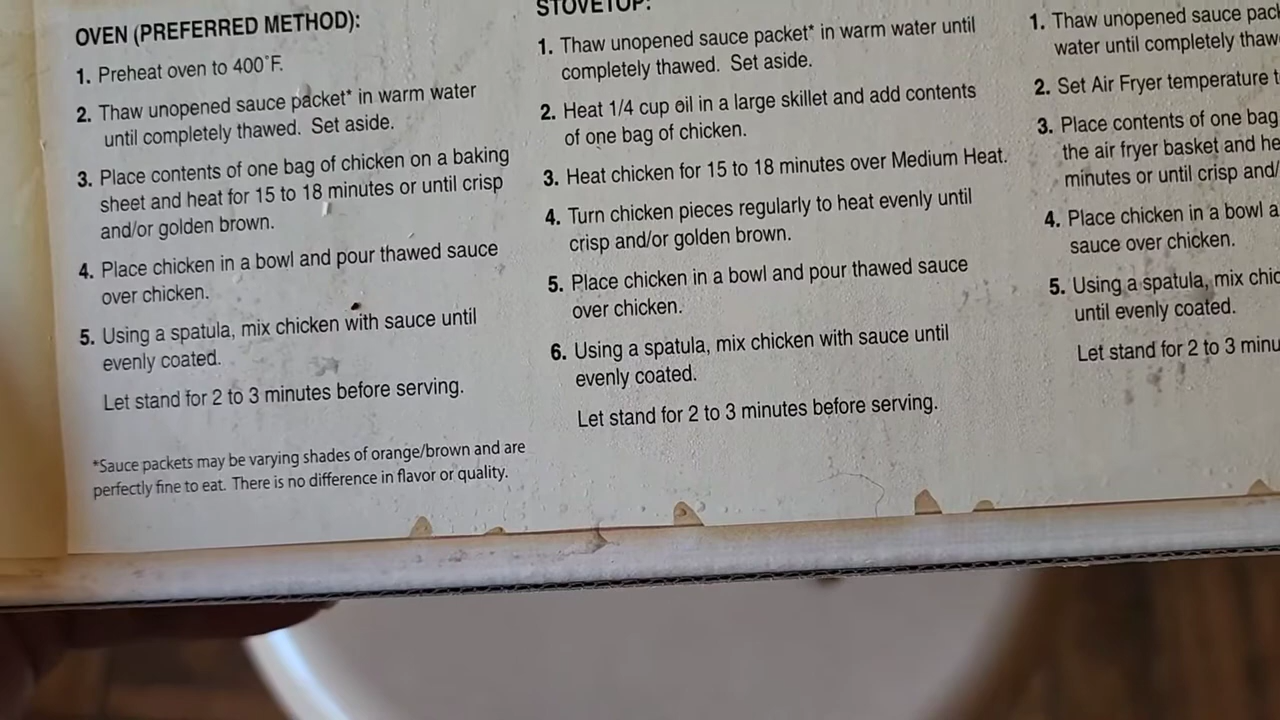 OVEN (PREFERRED METHOD):
1. Preheat oven to 400°F.
2. Thaw unopened sauce packet* in warm water
until completely thawed. Set aside.
3. Place contents of one bag of chicken on a baking
sheet and heat for 15 to 18 minutes or until crisp
and/or golden brown.
4. Place chicken in a bowl and pour thawed sauce
over chicken.
5. Using a spatula, mix chicken with sauce until
evenly coated.
Let stand for 2 to 3 minutes before serving.
*Sauce packets may be varying shades of orange/brown and are
perfectly fine to eat. There is no difference in flavor or quality.
STOVETOP:
1. Thaw unopened sauce packet* in warm water until
completely thawed. Set aside.
2. Heat 1/4 cup oil in a large skillet and add contents
of one bag of chicken.
3. Heat chicken for 15 to 18 minutes over Medium Heat.
4. Turn chicken pieces regularly to heat evenly until
crisp and/or golden brown.
5. Place chicken in a bowl and pour thawed sauce
over chicken.
6. Using a spatula, mix chicken with sauce until
evenly coated.
Let stand for 2 to 3 minutes before serving.
1. Thaw unopened sauce
water until completely
2. Set Air Fryer temperature
3. Place contents of one bag
the air fryer basket and
minutes or until crisp and/
4. Place chicken in a bowl
sauce over chicken.
5. Using a spatula, mix
until evenly coated.
Let stand for 2 to 3